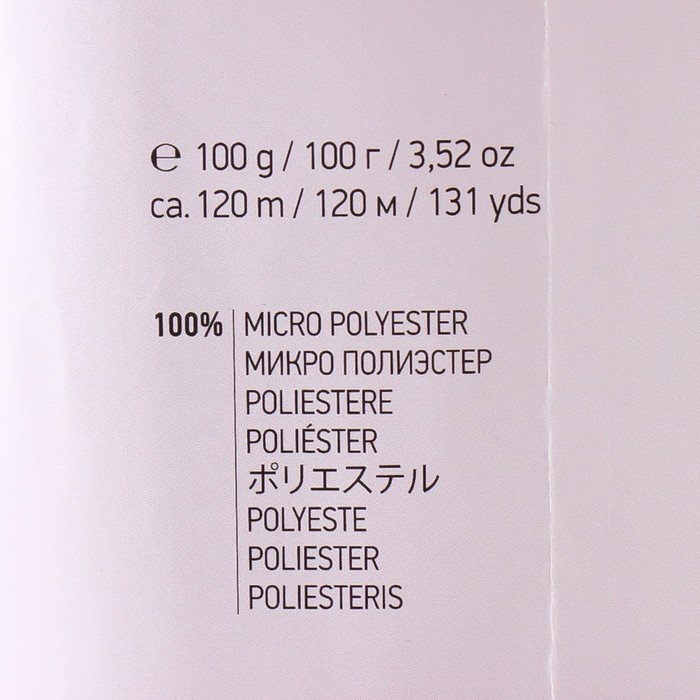 ℮ 100 g / 100 г / 3,52 oz
ca. 120 m / 120 м / 131 yds
100% MICRO POLYESTER
МИКРО ПОЛИЭСТЕР
POLIESTERE
POLIÉSTER
ポリエステル
POLYESTE
POLIESTER
POLIESTERIS